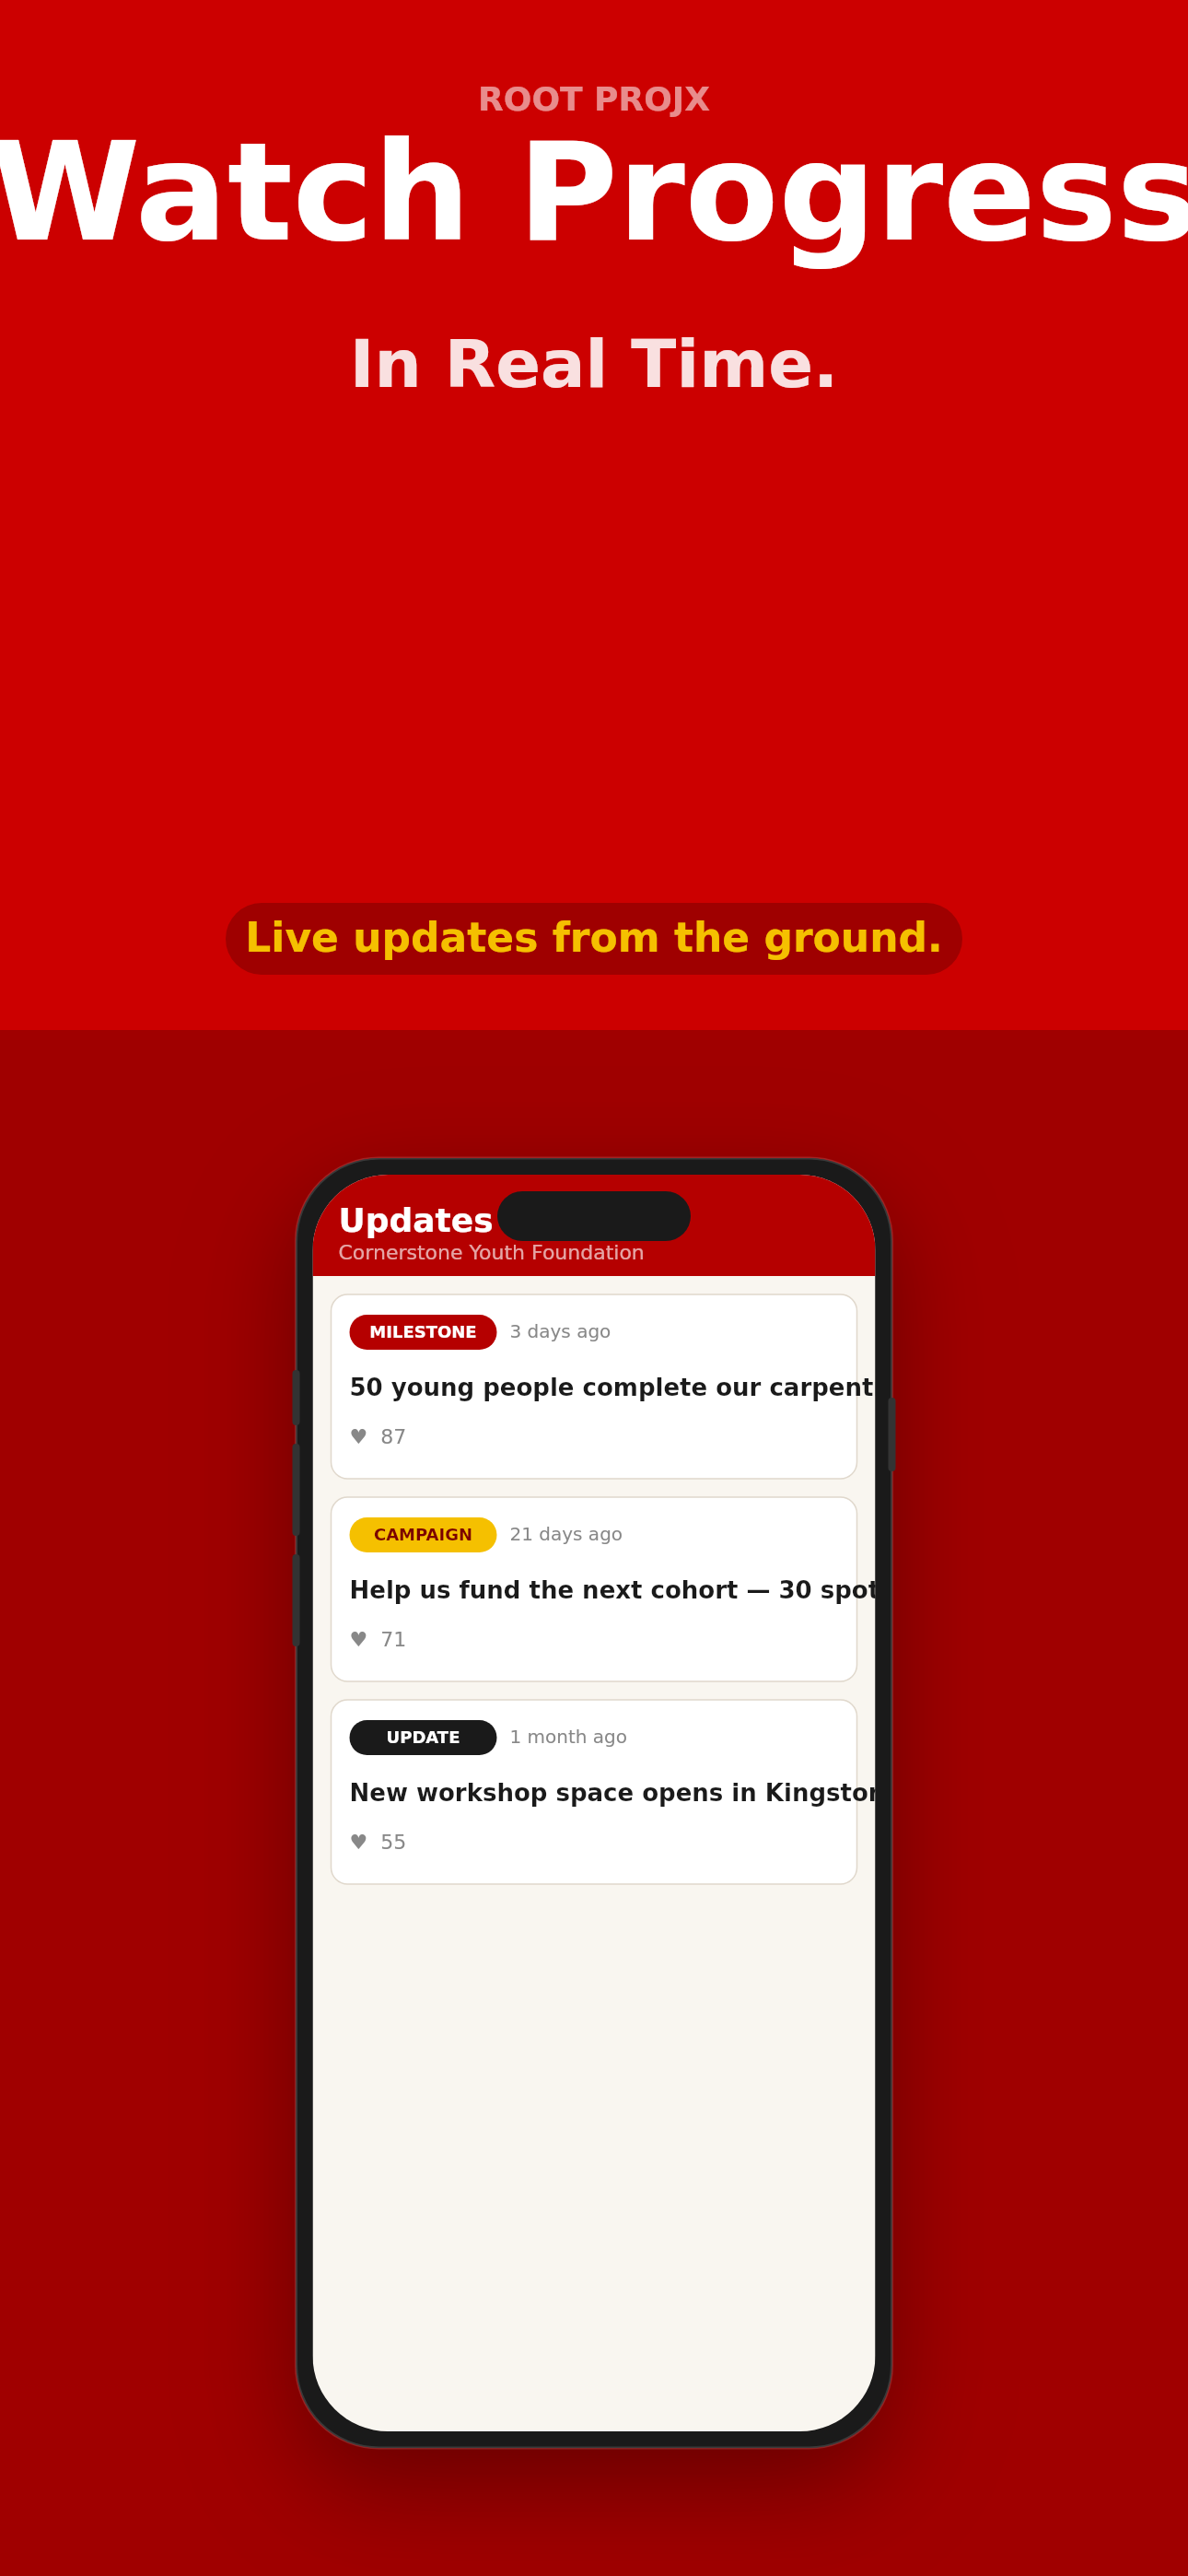 ROOT PROJX
Watch Progress
In Real Time.
Live updates from the ground.
Updates
Cornerstone Youth Foundation
MILESTONE 3 days ago
50 young people complete our carpent
♥ 87
CAMPAIGN 21 days ago
Help us fund the next cohort — 30 spot
♥ 71
UPDATE 1 month ago
New workshop space opens in Kingston
♥ 55